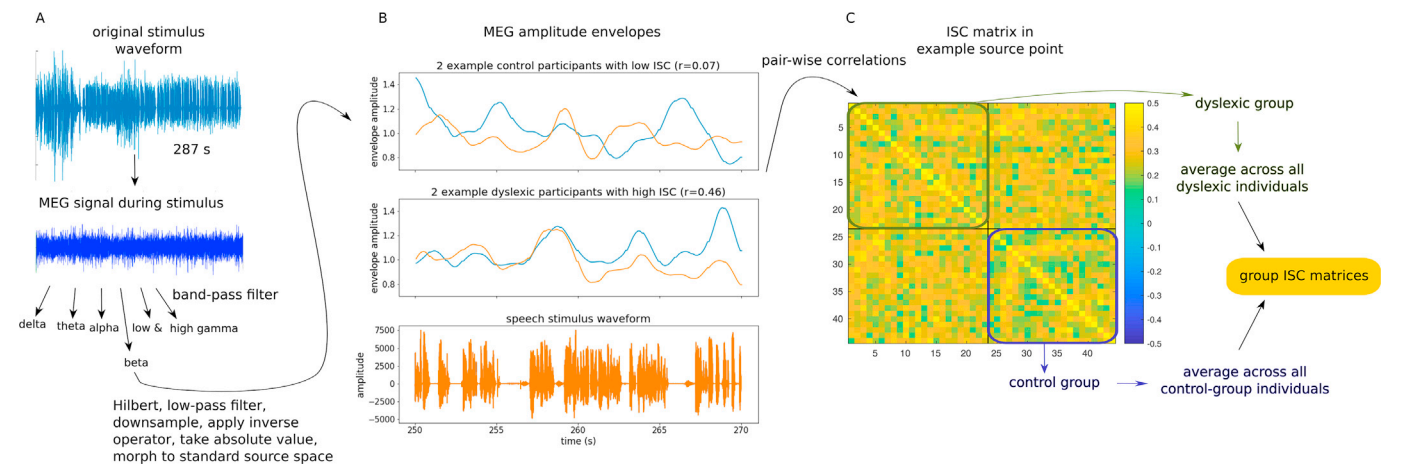 A
original stimulus
waveform
287 s
MEG signal during stimulus
band-pass filter
delta
theta alpha
low &
high gamma
beta
Hilbert, low-pass filter,
downsample, apply inverse
operator, take absolute value,
morph to standard source space
B
MEG amplitude envelopes
2 example control participants with low ISC (r=0.07)
envelope amplitude
1.4
1.2
1.0
0.8
2 example dyslexic participants with high ISC (r=0.46)
envelope amplitude
1.4
1.2
1.0
0.8
speech stimulus waveform
amplitude
7500
5000
2500
0
−2500
−5000
250 255 260 265 270
time (s)
C
ISC matrix in
example source point
pair-wise correlations
5
10
15
20
25
30
35
40
5 10 15 20 25 30 35 40
0.5
0.4
0.3
0.2
0.1
0
-0.1
-0.2
-0.3
-0.4
-0.5
dyslexic group
average across all
dyslexic individuals
group ISC matrices
control group
average across all
control-group individuals